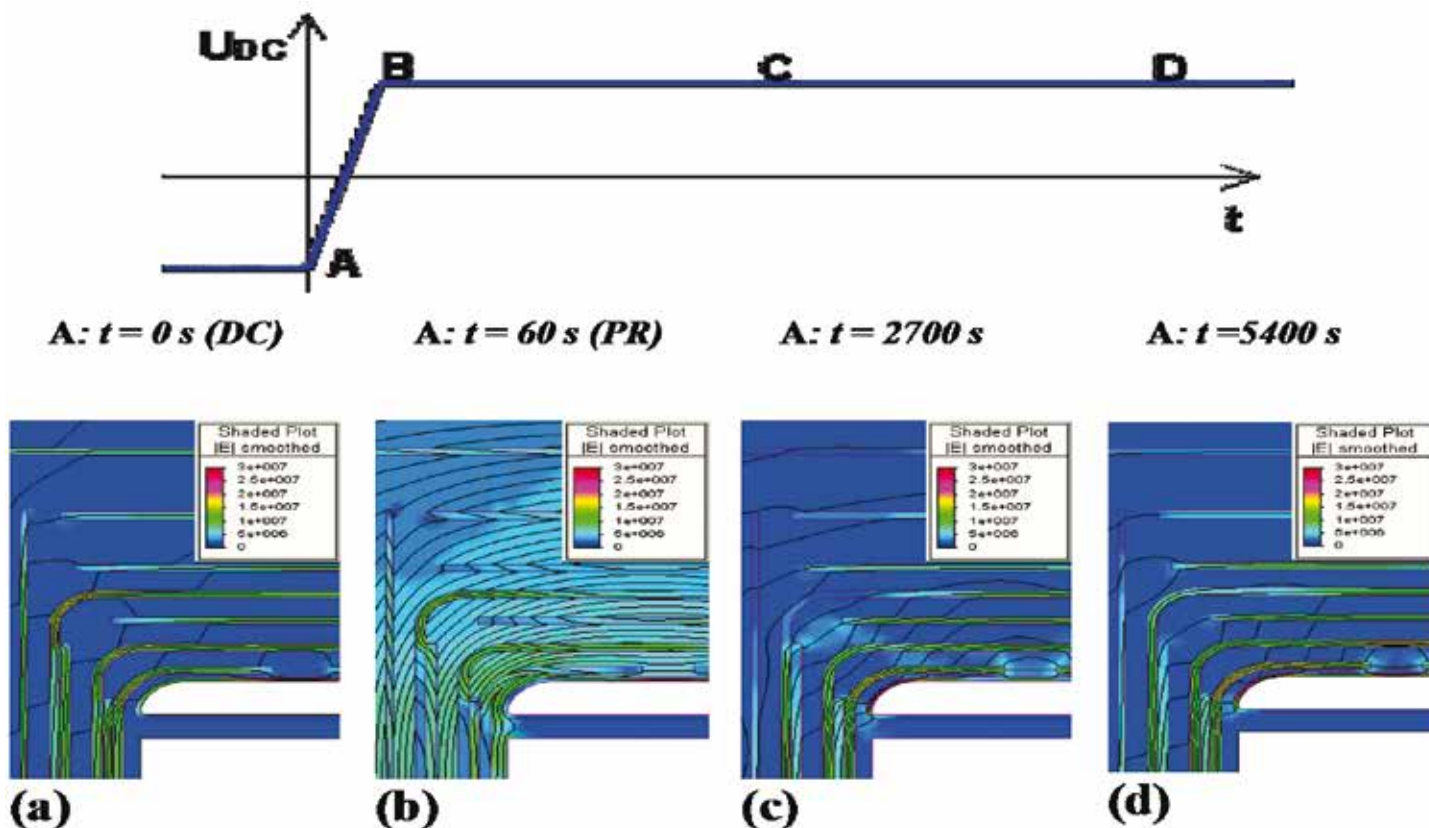 UDC
B
C
D
A
t
A: t = 0 s (DC)
A: t = 60 s (PR)
A: t = 2700 s
A: t =5400 s
Shaded Plot
|E| smoothed
3e+007
2.5e+007
2e+007
1.5e+007
1e+007
5e+006
0
Shaded Plot
|E| smoothed
3e+007
2.5e+007
2e+007
1.5e+007
1e+007
5e+006
0
Shaded Plot
|E| smoothed
3e+007
2.5e+007
2e+007
1.5e+007
1e+007
5e+006
0
Shaded Plot
|E| smoothed
3e+007
2.5e+007
2e+007
1.5e+007
1e+007
5e+006
0
(a)
(b)
(c)
(d)